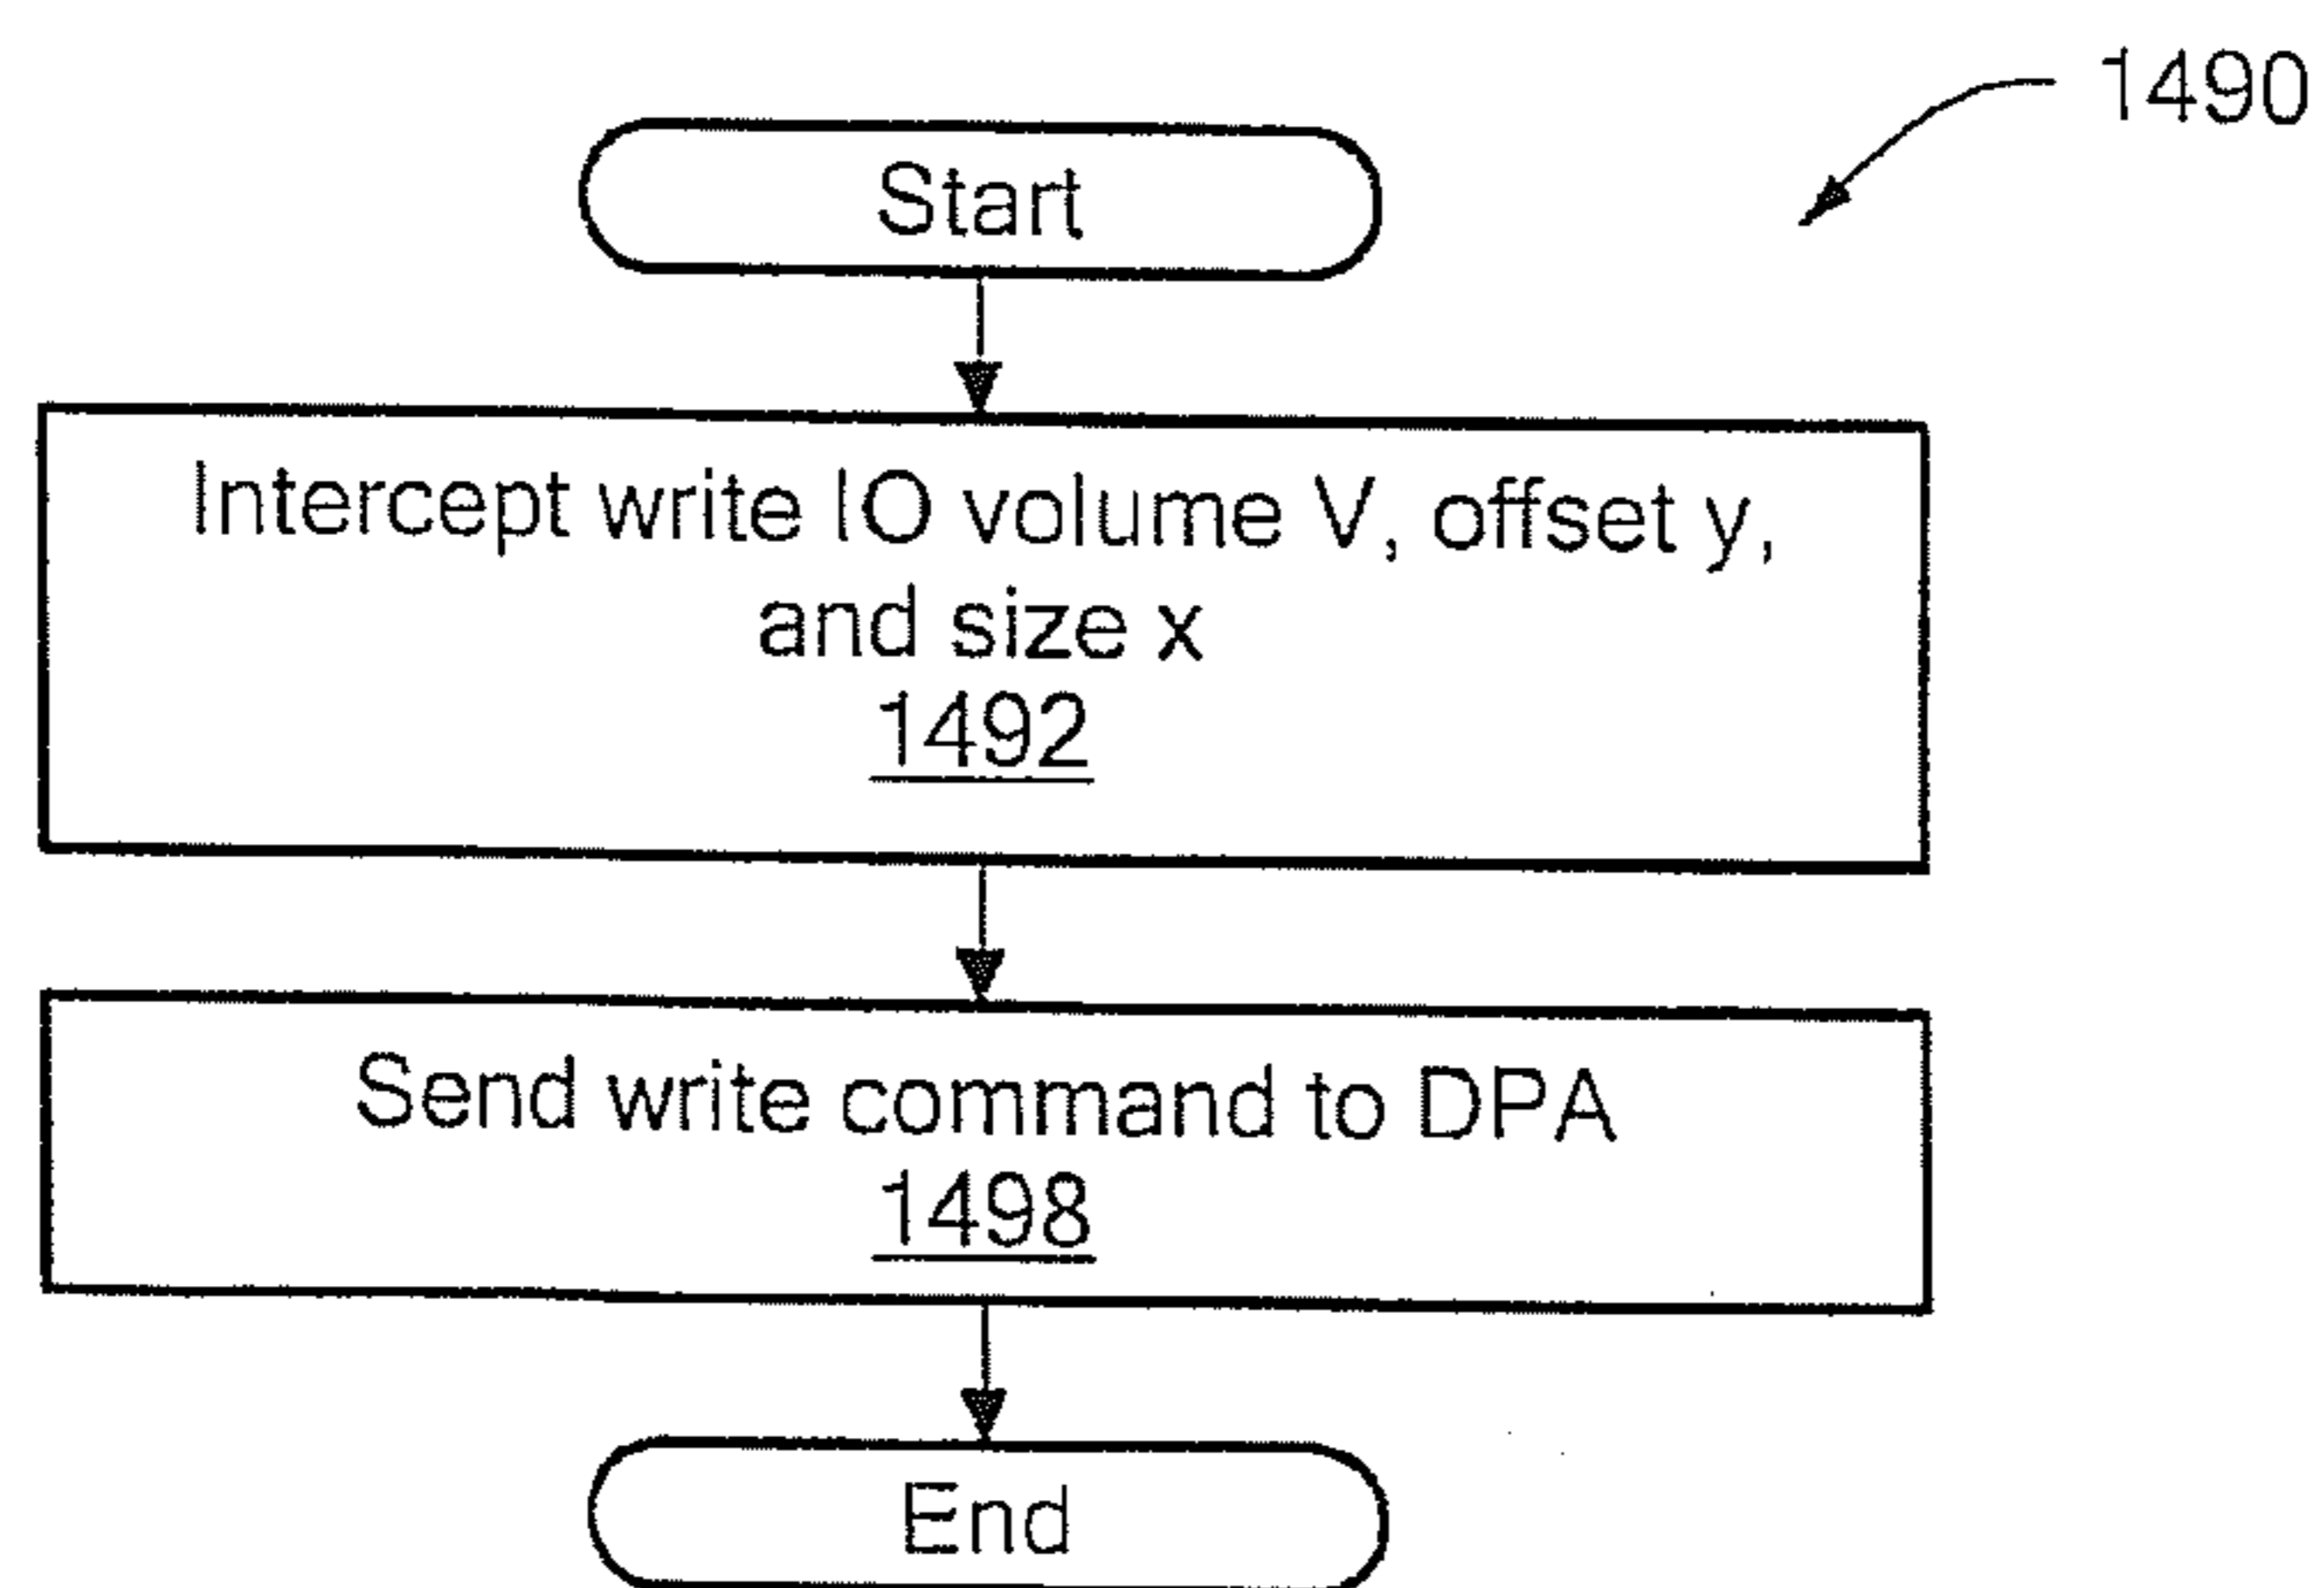 1490
Start
Intercept write IO volume V, offset y,
and size x
1492
Send write command to DPA
1498
End